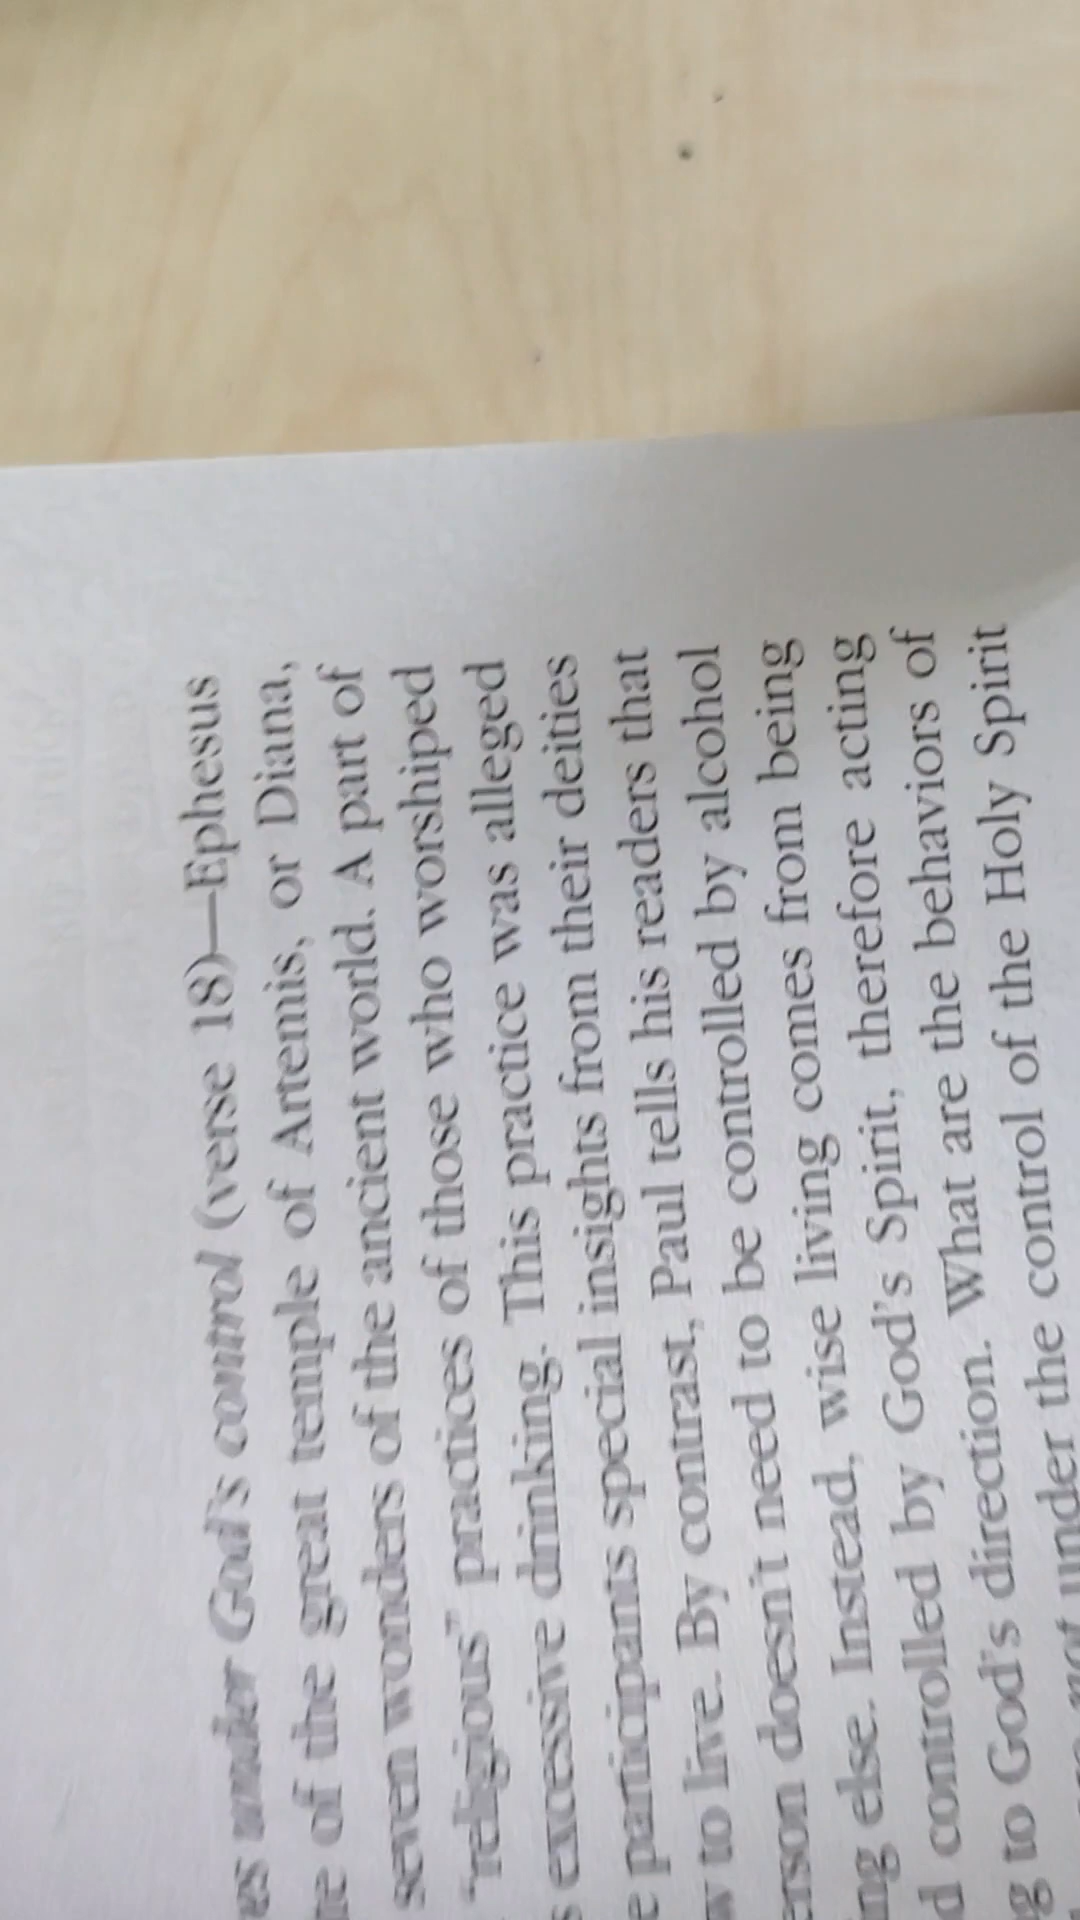 under God's control (verse 18)—Ephesus
of the great temple of Artemis, or Diana,
seven wonders of the ancient world. A part of
"religious" practices of those who worshiped
excessive drinking. This practice was alleged
participants special insights from their deities
to live. By contrast, Paul tells his readers that
doesn't need to be controlled by alcohol
else. Instead, wise living comes from being
controlled by God's Spirit, therefore acting
to God's direction. What are the behaviors of
not under the control of the Holy Spirit